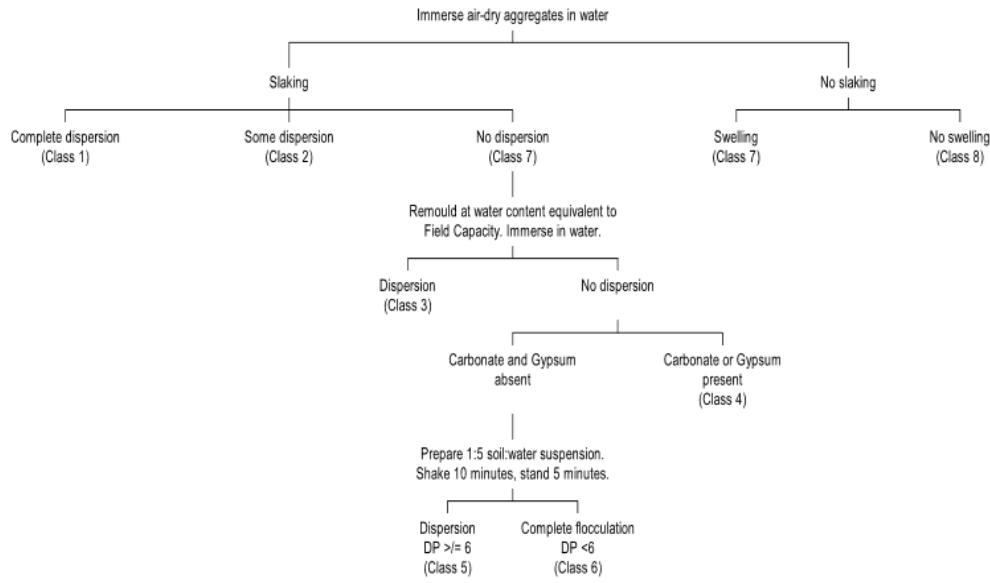 Immerse air-dry aggregates in water
Slaking
No slaking
Complete dispersion
(Class 1)
Some dispersion
(Class 2)
No dispersion
(Class 7)
Swelling
(Class 7)
No swelling
(Class 8)
Remould at water content equivalent to
Field Capacity. Immerse in water.
Dispersion
(Class 3)
No dispersion
Carbonate and Gypsum
absent
Carbonate or Gypsum
present
(Class 4)
Prepare 1:5 soil:water suspension.
Shake 10 minutes, stand 5 minutes.
Dispersion
DP >/= 6
(Class 5)
Complete flocculation
DP <6
(Class 6)